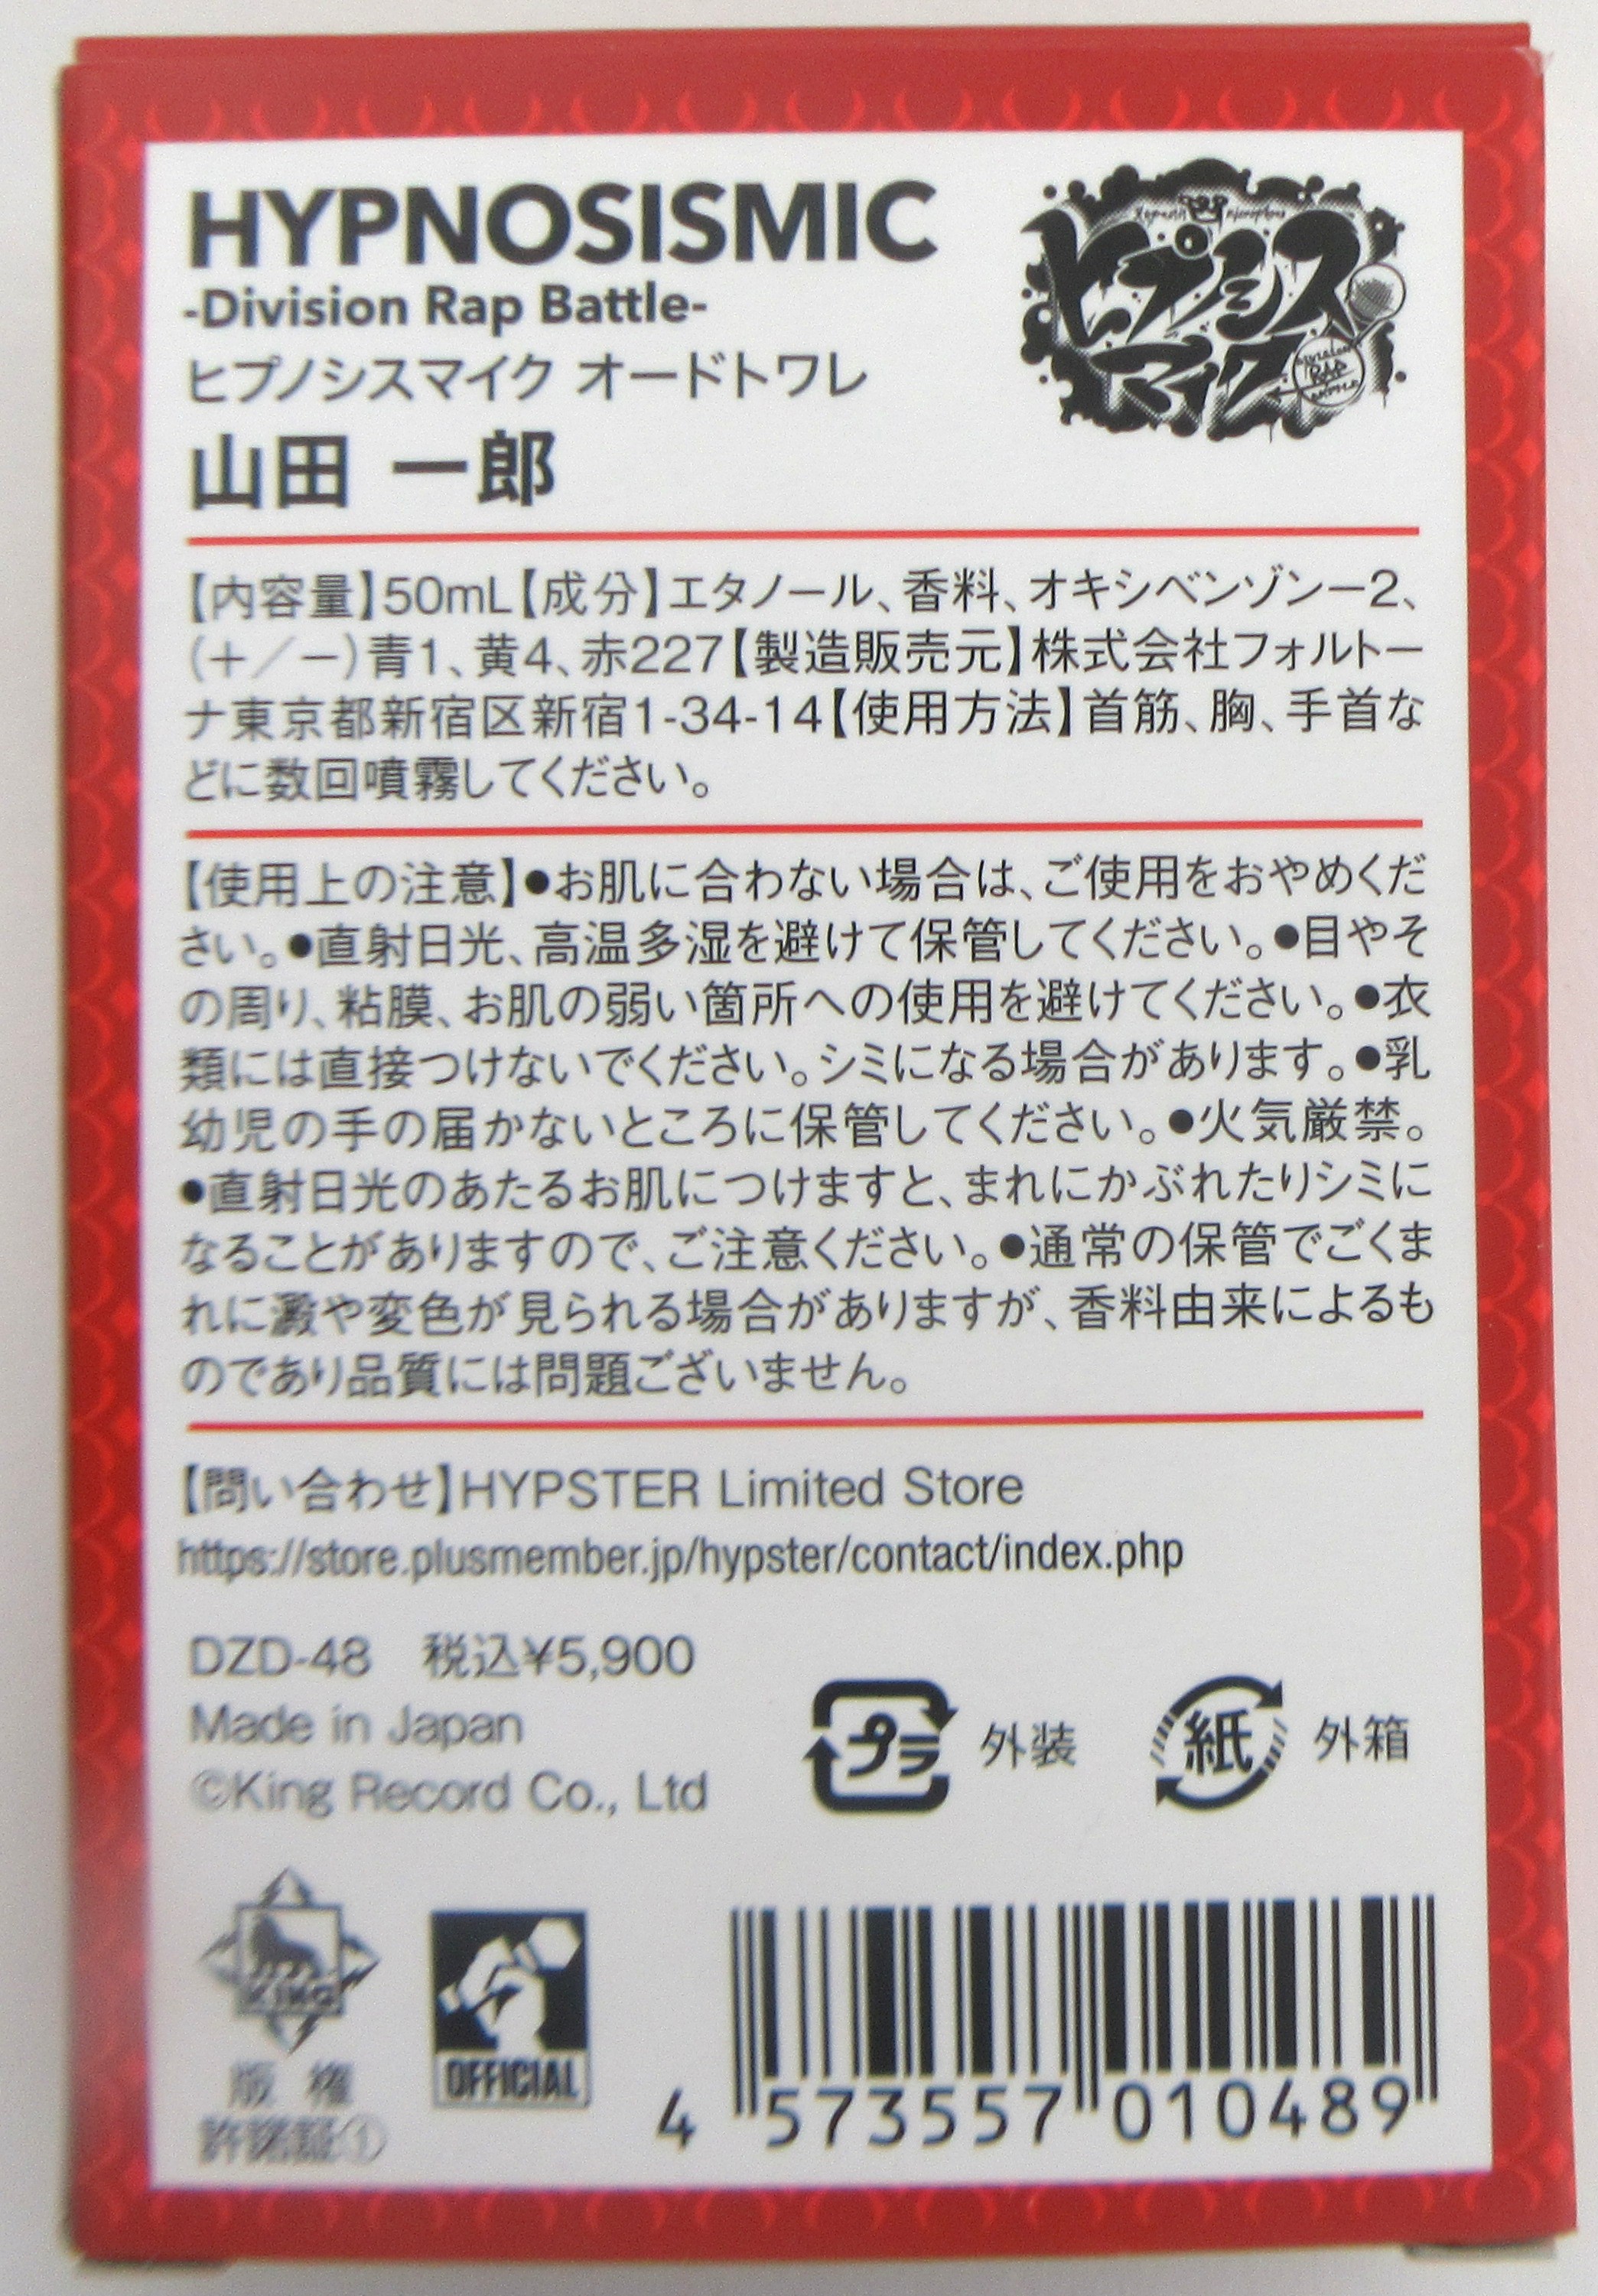 HYPNOSISMIC
-Division Rap Battle-
ヒプノシスマイク オードトワレ
山田 一郎
ヒプノシス
マイク
【内容量】50mL【成分】エタノール、香料、オキシベンゾンー2、
(＋／－)青1、黄4、赤227【製造販売元】株式会社フォルトー
ナ東京都新宿区新宿1-34-14【使用方法】首筋、胸、手首な
どに数回噴霧してください。
【使用上の注意】●お肌に合わない場合は、ご使用をおやめくだ
さい。●直射日光、高温多湿を避けて保管してください。●目やそ
の周り、粘膜、お肌の弱い箇所への使用を避けてください。●衣
類には直接つけないでください。シミになる場合があります。●乳
幼児の手の届かないところに保管してください。●火気厳禁。
●直射日光のあたるお肌につけますと、まれにかぶれたりシミに
なることがありますので、ご注意ください。●通常の保管でごくま
れに澱や変色が見られる場合がありますが、香料由来によるも
のであり品質には問題ございません。
【問い合わせ】HYPSTER Limited Store
https://store.plusmember.jp/hypster/contact/index.php
DZD-48 税込¥5,900
Made in Japan
©King Record Co., Ltd
プラ 外装
紙 外箱
KING
版 権
許諾証①
OFFICIAL
4 573557 010489